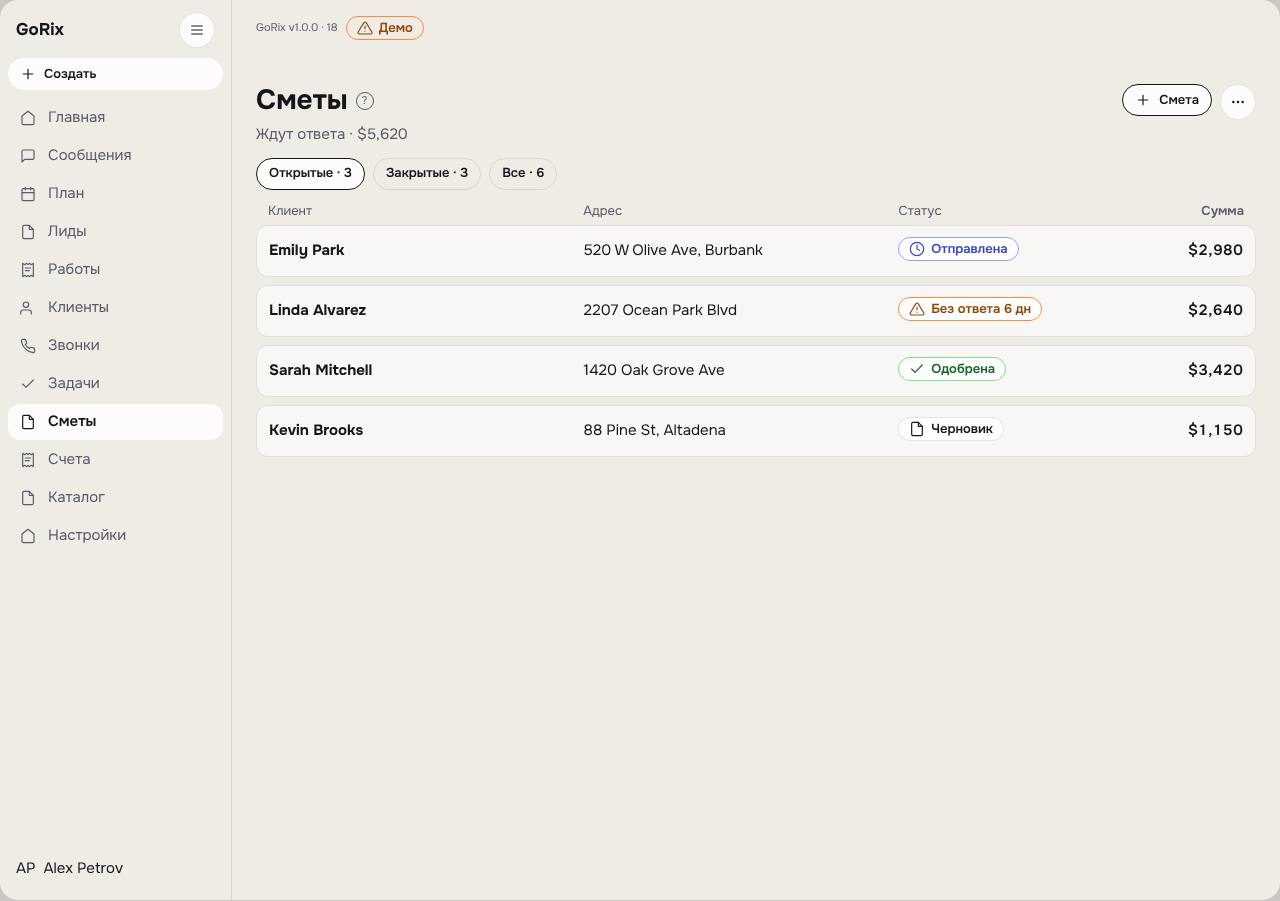 GoRix
Создать
Главная
Сообщения
План
Лиды
Работы
Клиенты
Звонки
Задачи
Сметы
Счета
Каталог
Настройки
AP Alex Petrov
GoRix v1.0.0 · 18 Демо
Сметы ?
+ Смета ···
Ждут ответа · $5,620
Открытые · 3 Закрытые · 3 Все · 6
Клиент Адрес Статус Сумма
Emily Park 520 W Olive Ave, Burbank Отправлена $2,980
Linda Alvarez 2207 Ocean Park Blvd Без ответа 6 дн $2,640
Sarah Mitchell 1420 Oak Grove Ave Одобрена $3,420
Kevin Brooks 88 Pine St, Altadena Черновик $1,150